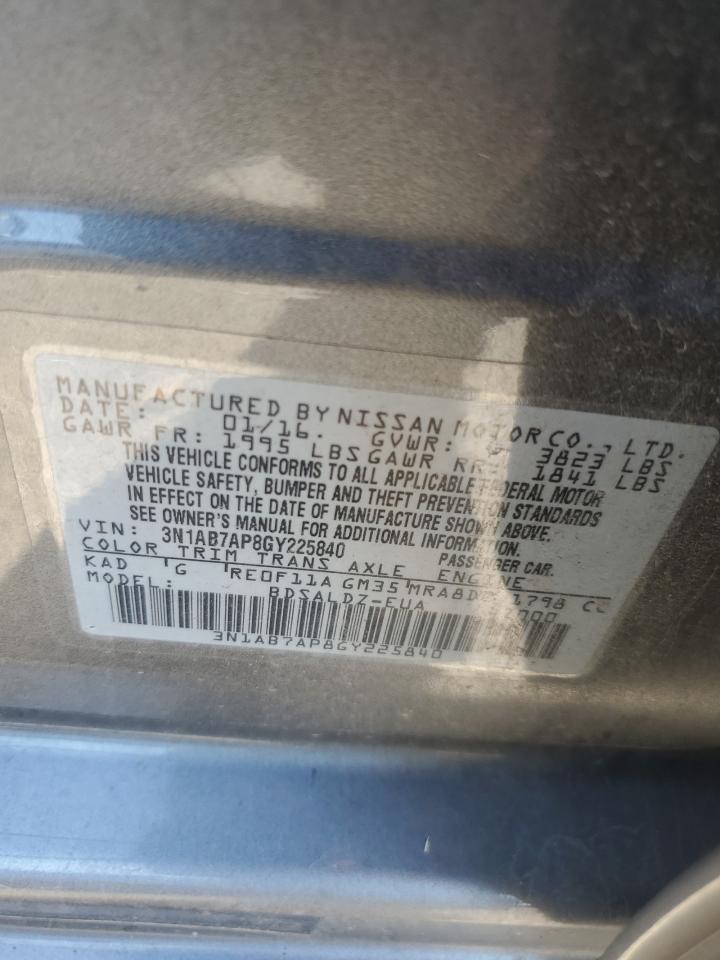 MANUFACTURED BY NISSAN MOTOR CO., LTD.
DATE: 01/16. GVWR: 3823 LBS
GAWR FR: 1995 LBS GAWR RR: 1841 LBS
THIS VEHICLE CONFORMS TO ALL APPLICABLE FEDERAL MOTOR
VEHICLE SAFETY, BUMPER AND THEFT PREVENTION STANDARDS
IN EFFECT ON THE DATE OF MANUFACTURE SHOWN ABOVE.
SEE OWNER'S MANUAL FOR ADDITIONAL INFORMATION.
VIN: 3N1AB7AP8GY225840 PASSENGER CAR.
COLOR TRIM TRANS AXLE ENGINE
KAD G RE0F11A GM35 1798 CC
MODEL: BDSALDZ-EUA
3N1AB7AP8GY225840